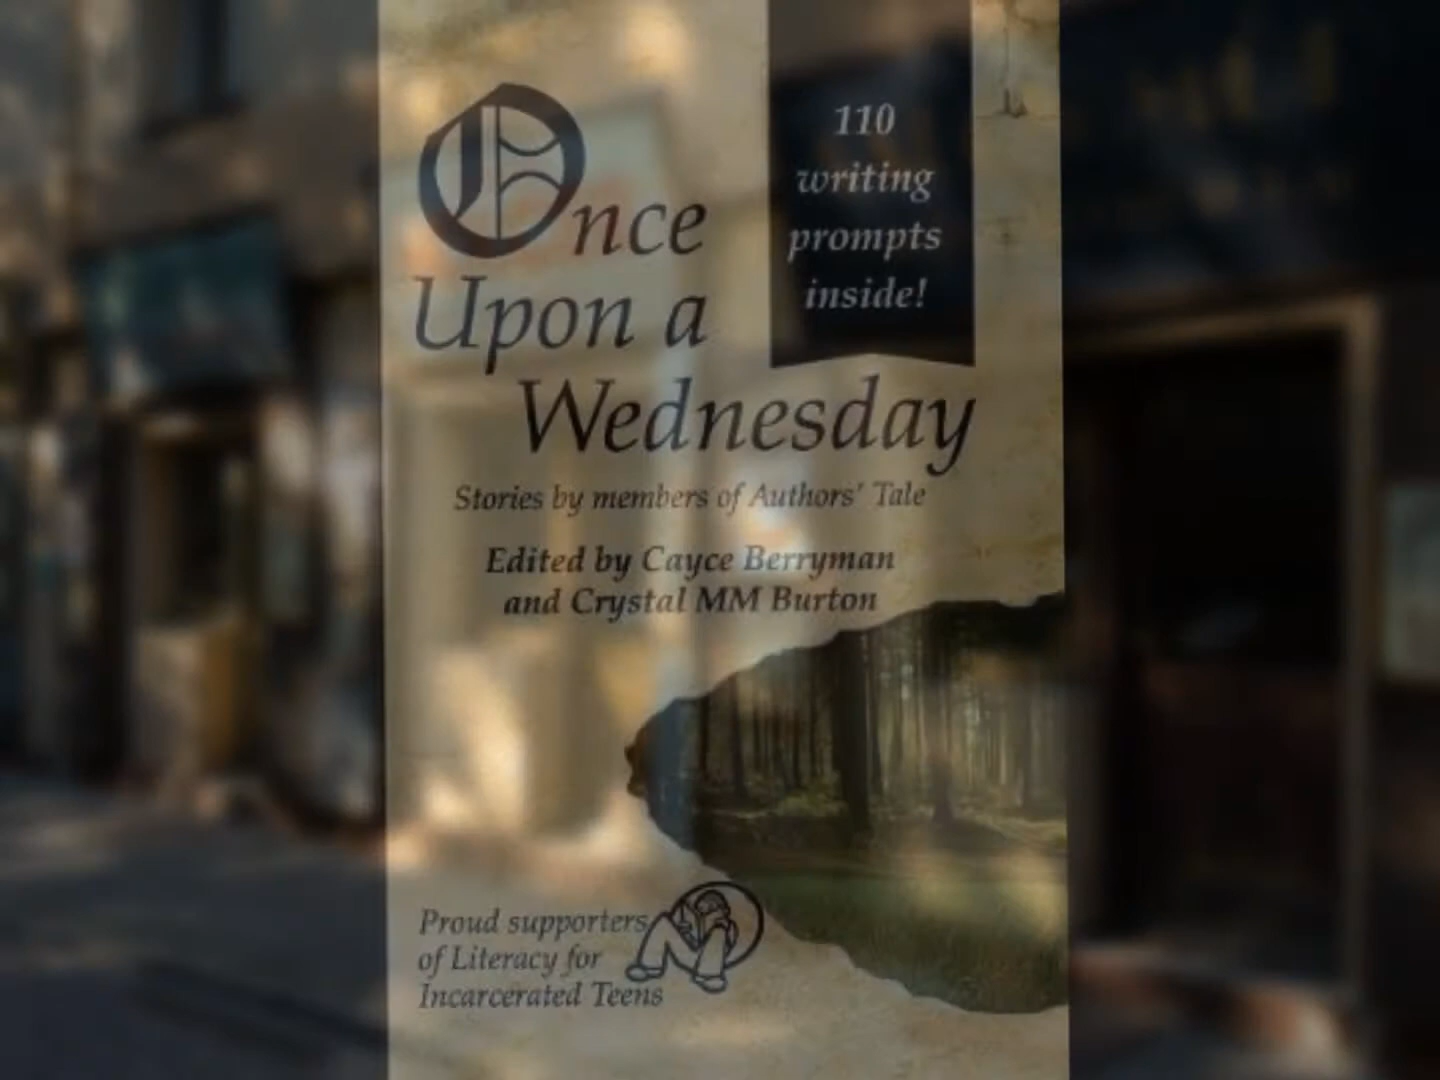 Once
Upon a
Wednesday
110
writing
prompts
inside!
Stories by members of Authors' Tale
Edited by Cayce Berryman
and Crystal MM Burton
Proud supporters
of Literacy for
Incarcerated Teens